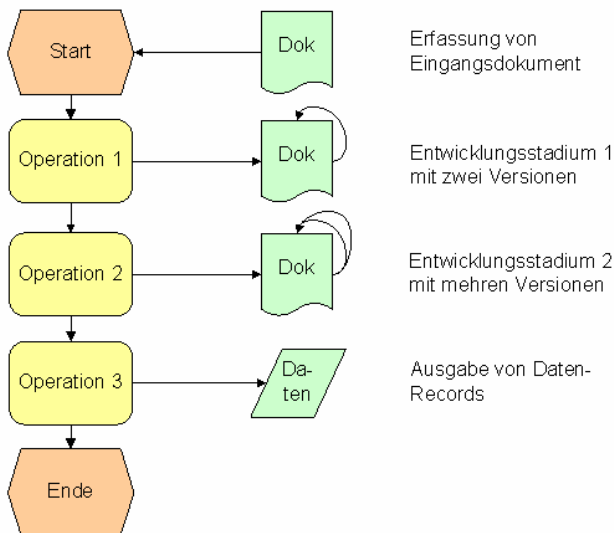 Start
Dok
Erfassung von
Eingangsdokument
Operation 1
Dok
Entwicklungsstadium 1
mit zwei Versionen
Operation 2
Dok
Entwicklungsstadium 2
mit mehren Versionen
Operation 3
Da-
ten
Ausgabe von Daten-
Records
Ende